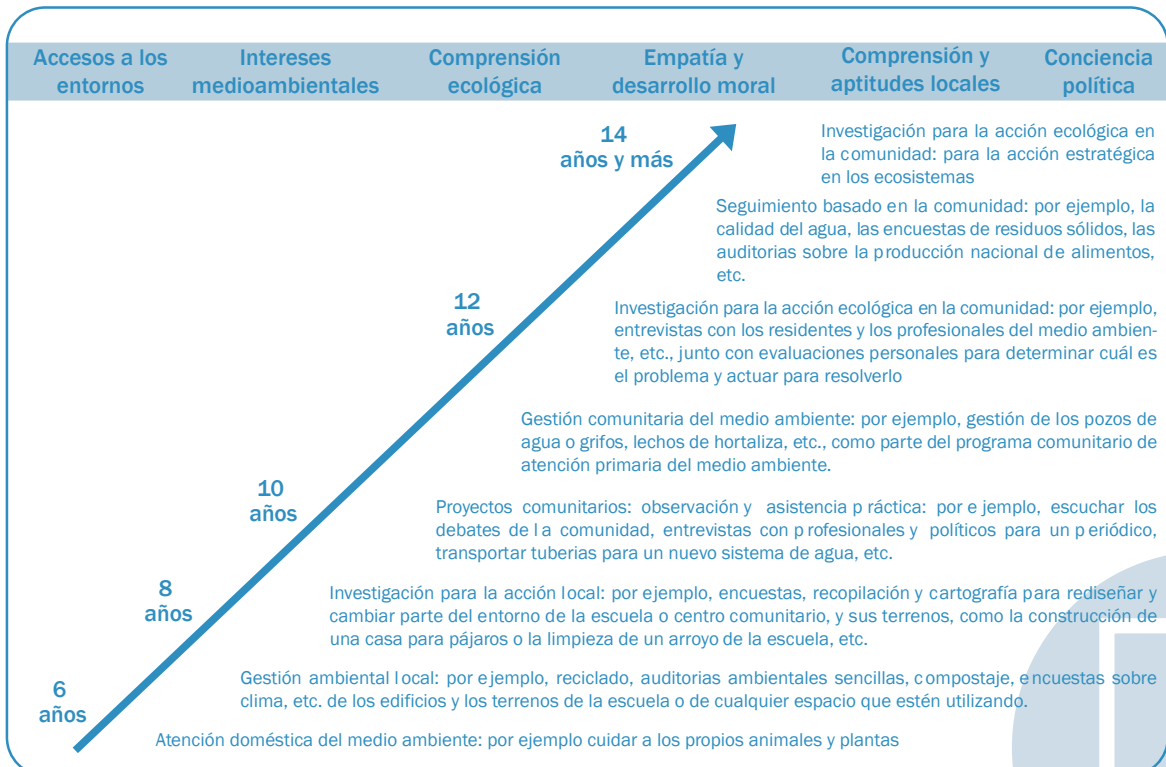 Accesos a los entornos
Intereses medioambientales
Comprensión ecológica
Empatía y desarrollo moral
Comprensión y aptitudes locales
Conciencia política
14
años y más
Investigación para la acción ecológica en
la comunidad: para la acción estratégica
en los ecosistemas
Seguimiento basado en la comunidad: por ejemplo, la
calidad del agua, las encuestas de residuos sólidos, las
auditorias sobre la producción nacional de alimentos,
etc.
12
años
Investigación para la acción ecológica en la comunidad: por ejemplo,
entrevistas con los residentes y los profesionales del medio ambien-
te, etc., junto con evaluaciones personales para determinar cuál es
el problema y actuar para resolverlo
Gestión comunitaria del medio ambiente: por ejemplo, gestión de los pozos de
agua o grifos, lechos de hortaliza, etc., como parte del programa comunitario de
atención primaria del medio ambiente.
10
años
Proyectos comunitarios: observación y asistencia p ráctica: por e jemplo, escuchar los
debates de l a comunidad, entrevistas con p rofesionales y políticos para un p eriódico,
transportar tuberias para un nuevo sistema de agua, etc.
8
años
Investigación para la acción local: por ejemplo, encuestas, recopilación y cartografía para rediseñar y
cambiar parte del entorno de la escuela o centro comunitario, y sus terrenos, como la construcción de
una casa para pájaros o la limpieza de un arroyo de la escuela, etc.
6
años
Gestión ambiental local: por ejemplo, reciclado, auditorias ambientales sencillas, compostaje, encuestas sobre
clima, etc. de los edificios y los terrenos de la escuela o de cualquier espacio que estén utilizando.
Atención doméstica del medio ambiente: por ejemplo cuidar a los propios animales y plantas